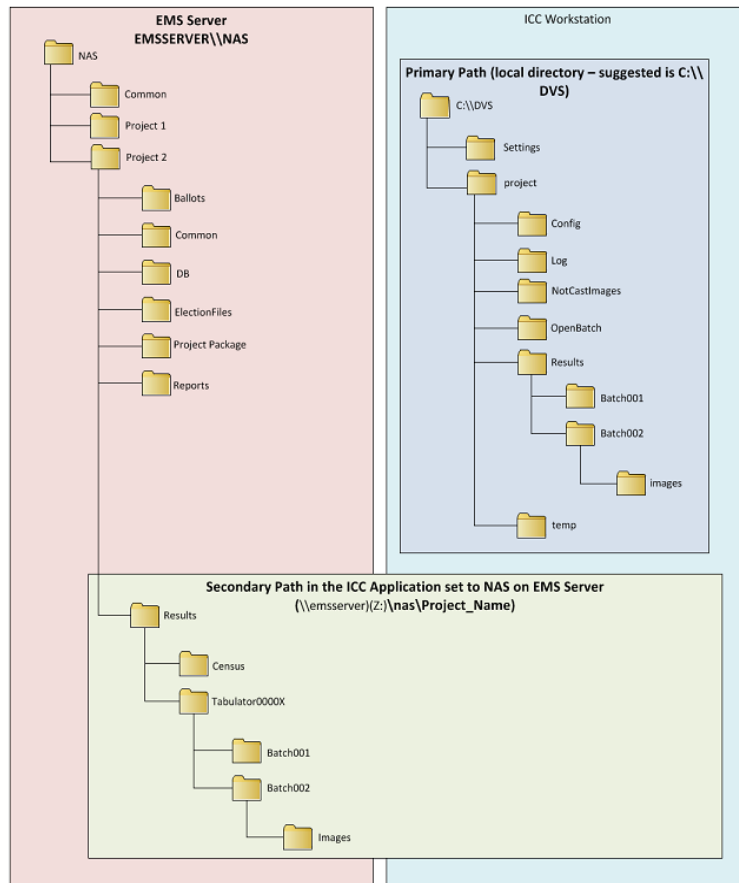 EMS Server
EMSSERVER\\NAS
NAS
Common
Project 1
Project 2
Ballots
Common
DB
ElectionFiles
Project Package
Reports
ICC Workstation
Primary Path (local directory – suggested is C:\\
DVS)
C:\\DVS
Settings
project
Config
Log
NotCastImages
OpenBatch
Results
Batch001
Batch002
images
temp
Secondary Path in the ICC Application set to NAS on EMS Server
(\\emsserver)(Z:)\nas\Project_Name)
Results
Census
Tabulator0000X
Batch001
Batch002
Images